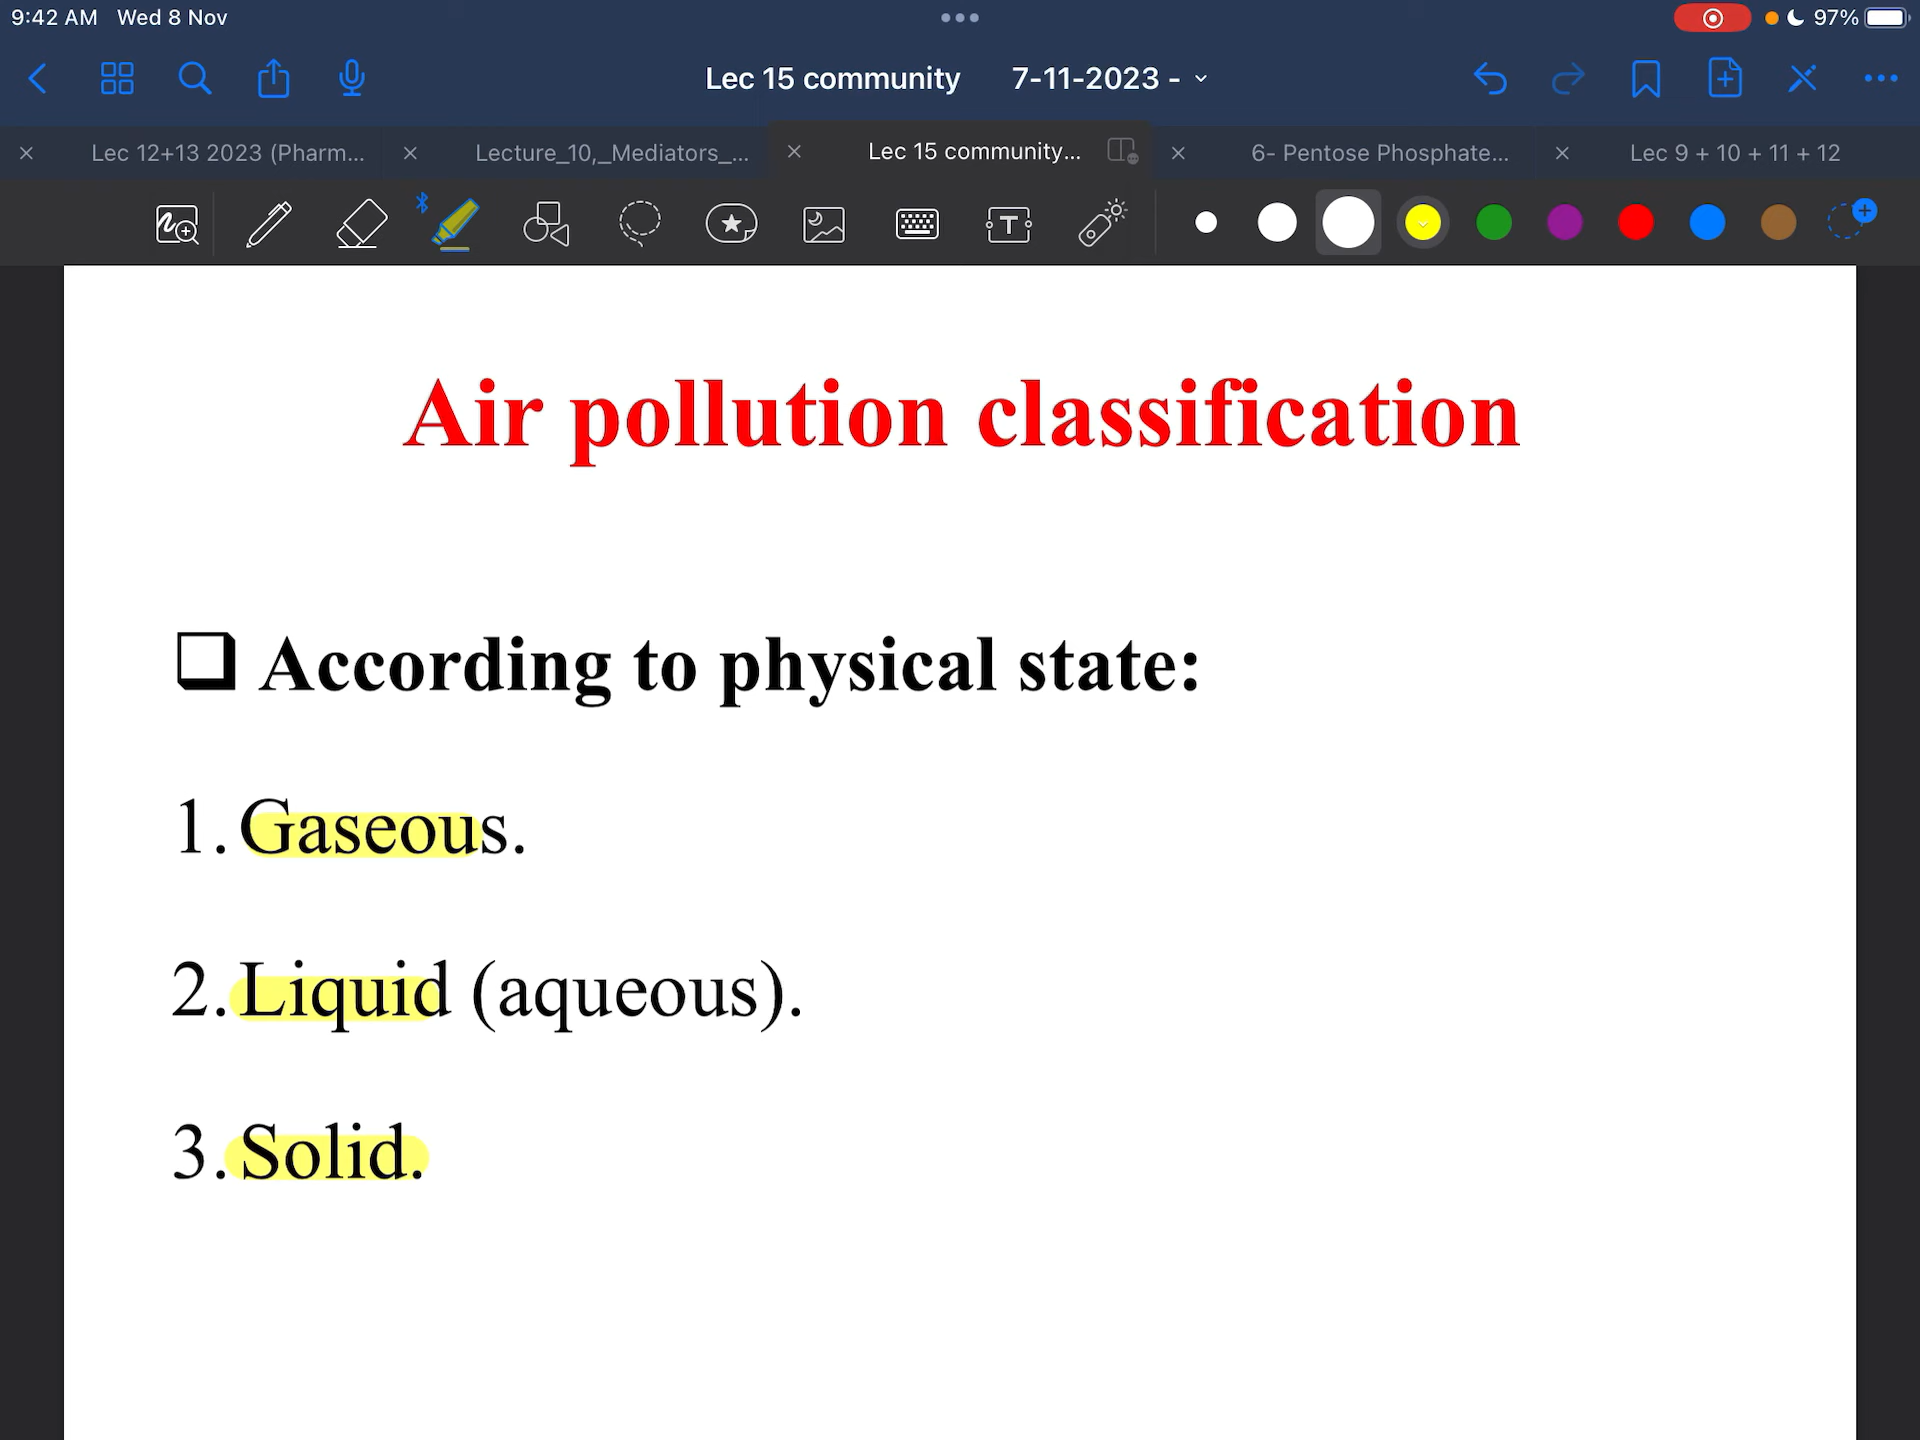 9:42 AM Wed 8 Nov
97%
Lec 15 community 7-11-2023 -
Lec 12+13 2023 (Pharm...
Lecture_10,_Mediators_...
Lec 15 community...
6- Pentose Phosphate...
Lec 9 + 10 + 11 + 12
Air pollution classification
According to physical state:
1. Gaseous.
2. Liquid (aqueous).
3. Solid.